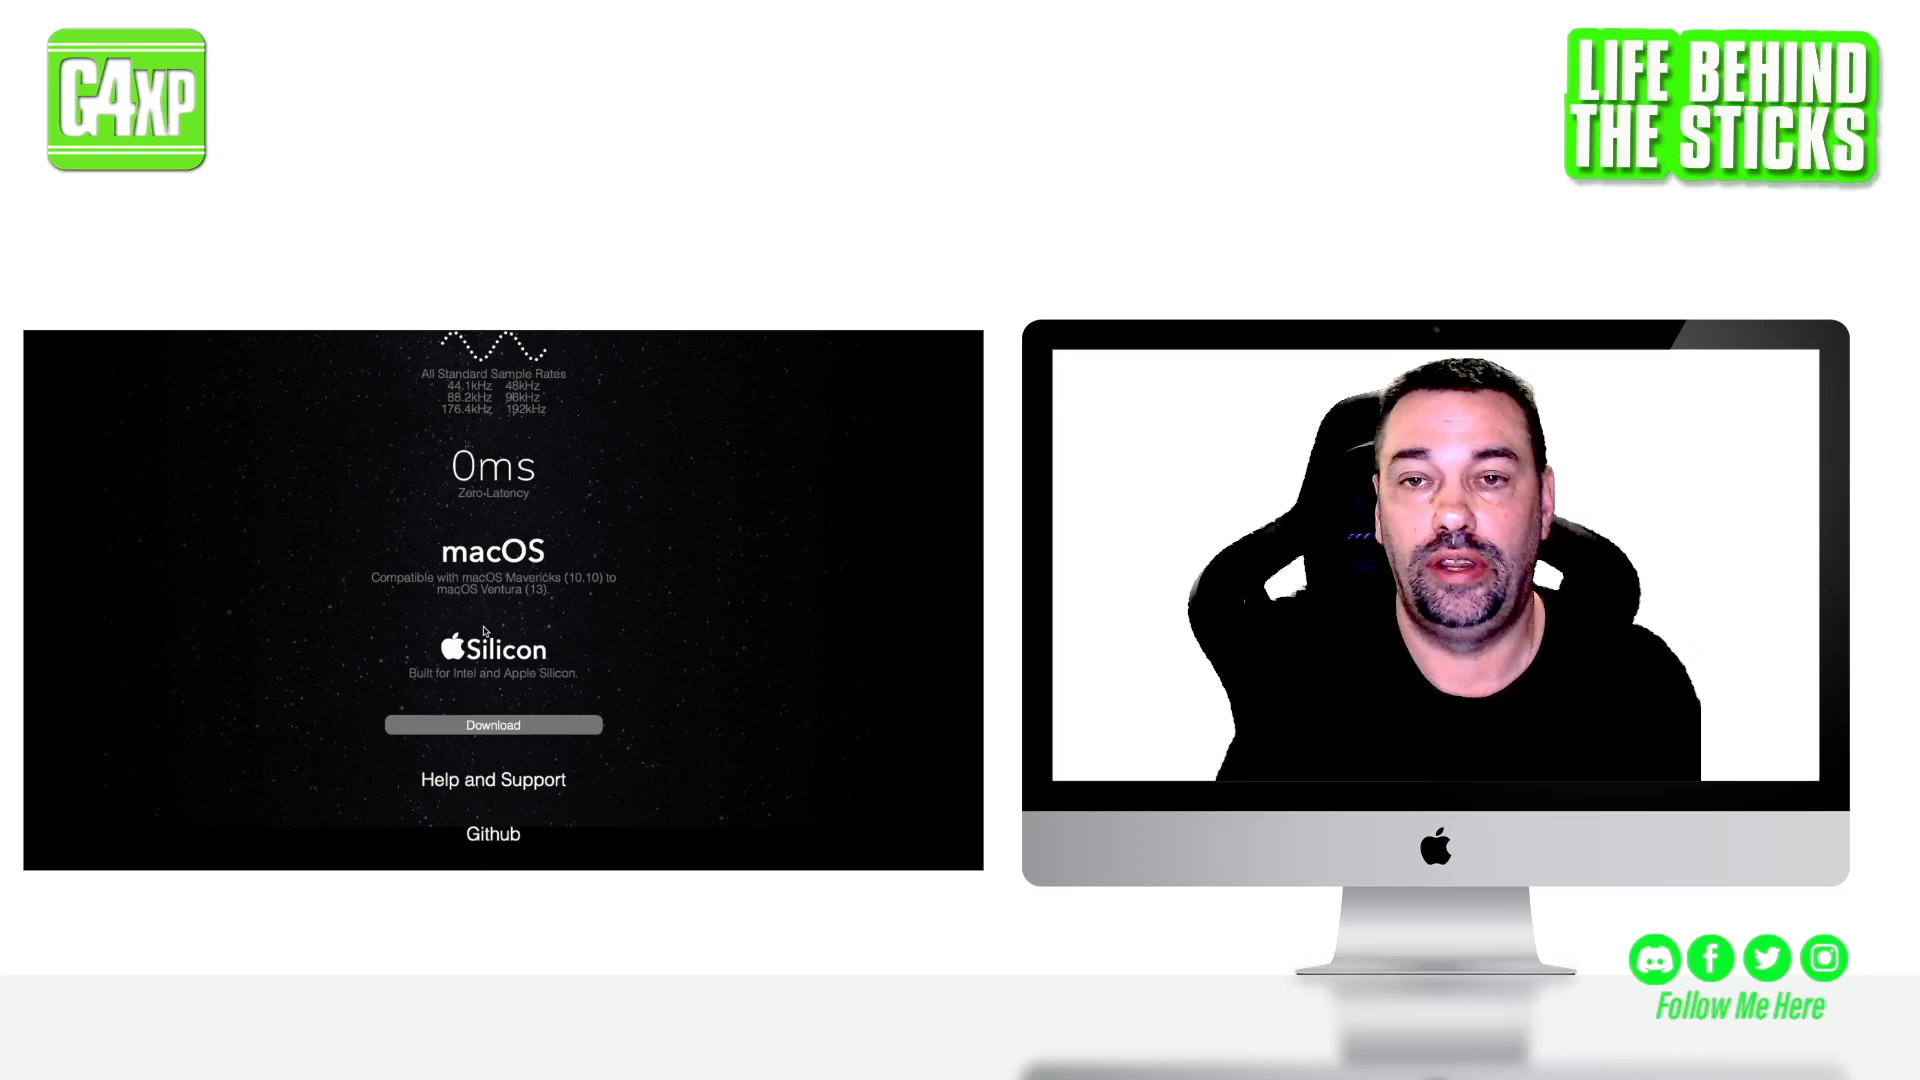 G4XP
LIFE BEHIND
THE STICKS
All Standard Sample Rates
44.1kHz 48kHz
88.2kHz 96kHz
176.4kHz 192kHz
0ms
Zero-Latency
macOS
Compatible with macOS Mavericks (10.10) to
macOS Ventura (13).
Silicon
Built for Intel and Apple Silicon.
Download
Help and Support
Github
Follow Me Here